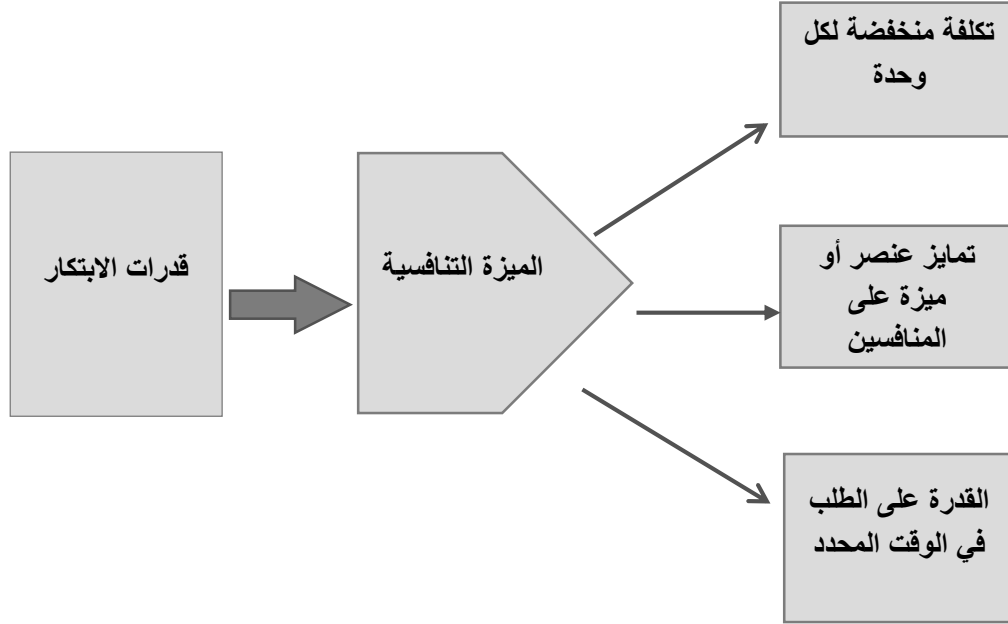 قدرات الابتكار
الميزة التنافسية
تكلفة منخفضة لكل
وحدة
تمايز عنصر أو
ميزة على
المنافسين
القدرة على الطلب
في الوقت المحدد